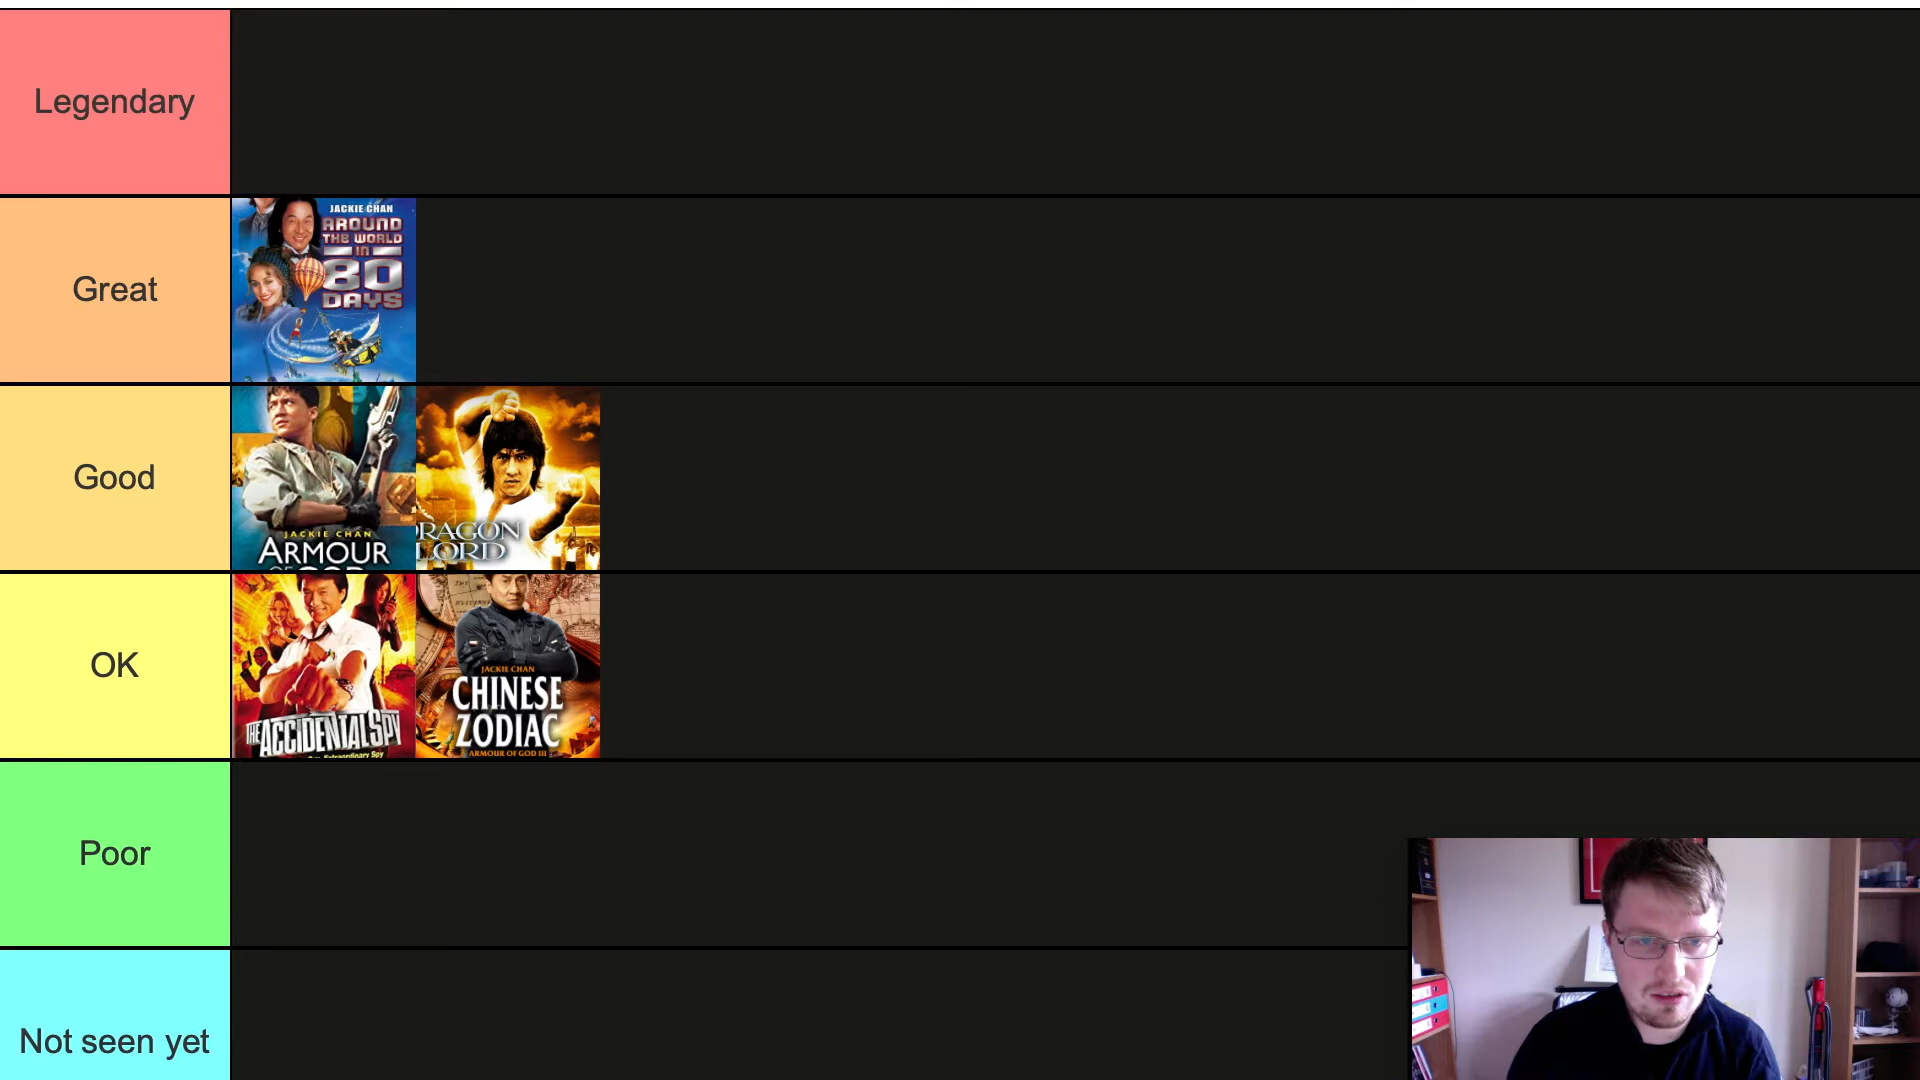 Legendary
Great
JACKIE CHAN
AROUND
THE WORLD
IN
80
DAYS
Good
JACKIE CHAN
ARMOUR
DRAGON
LORD
OK
THE ACCIDENTAL SPY
JACKIE CHAN
CHINESE
ZODIAC
ARMOUR OF GOD III
Poor
Not seen yet